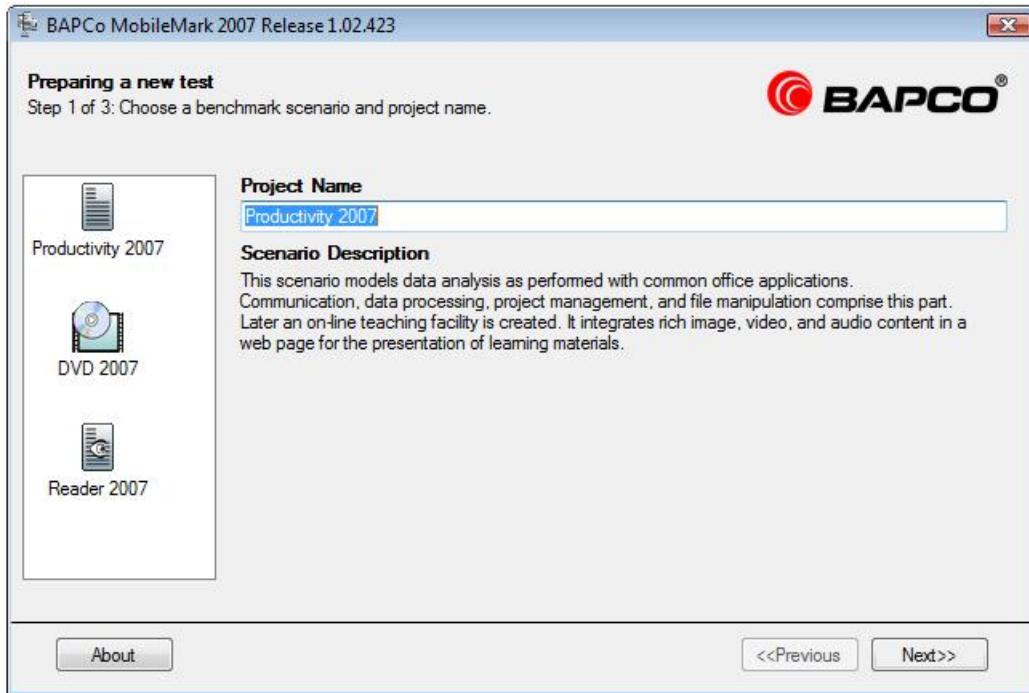 BAPCo MobileMark 2007 Release 1.02.423
Preparing a new test
Step 1 of 3: Choose a benchmark scenario and project name.
BAPCO®
Productivity 2007
DVD 2007
Reader 2007
Project Name
Productivity 2007
Scenario Description
This scenario models data analysis as performed with common office applications.
Communication, data processing, project management, and file manipulation comprise this part.
Later an on-line teaching facility is created. It integrates rich image, video, and audio content in a
web page for the presentation of learning materials.
About
<<Previous
Next>>